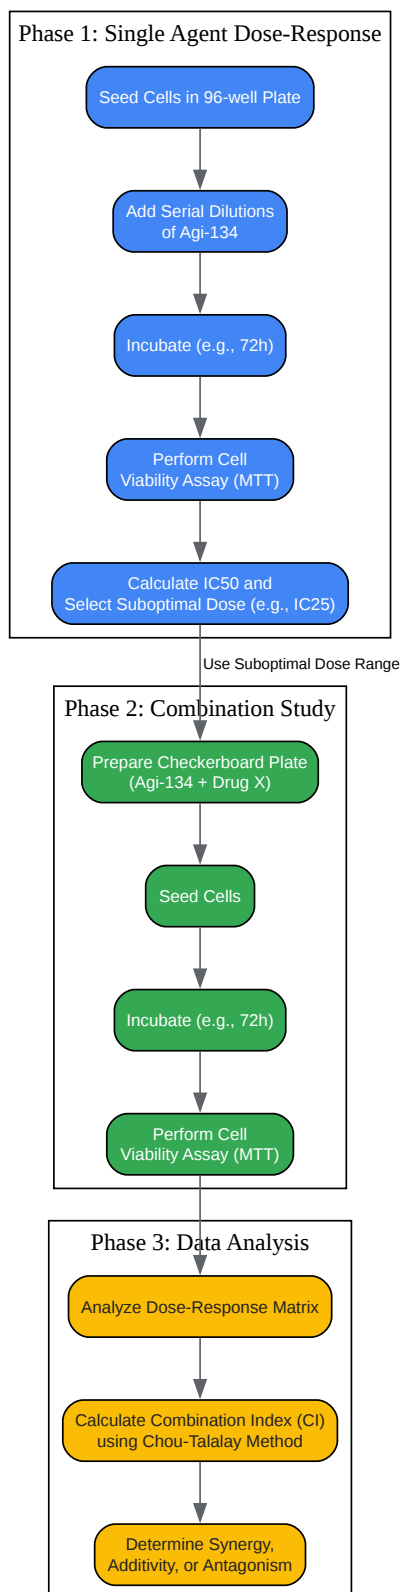 Phase 1: Single Agent Dose-Response
Seed Cells in 96-well Plate
Add Serial Dilutions
of Agi-134
Incubate (e.g., 72h)
Perform Cell
Viability Assay (MTT)
Calculate IC50 and
Select Suboptimal Dose (e.g., IC25)
Use Suboptimal Dose Range
Phase 2: Combination Study
Prepare Checkerboard Plate
(Agi-134 + Drug X)
Seed Cells
Incubate (e.g., 72h)
Perform Cell
Viability Assay (MTT)
Phase 3: Data Analysis
Analyze Dose-Response Matrix
Calculate Combination Index (CI)
using Chou-Talalay Method
Determine Synergy,
Additivity, or Antagonism